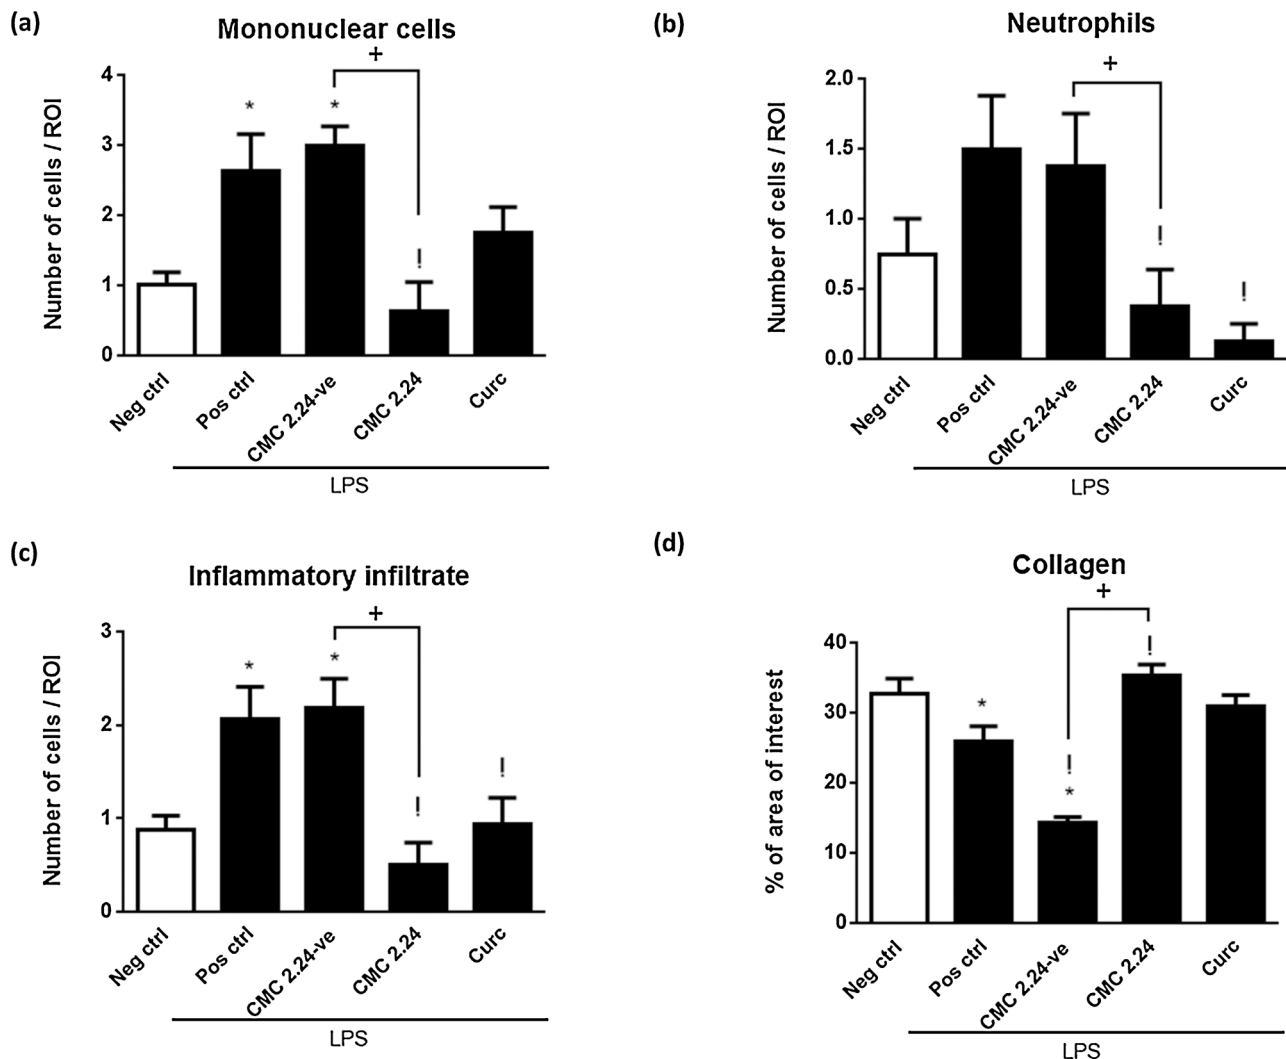 (a)
Mononuclear cells
+
Number of cells / ROI
4
3
2
1
0
*
*
!
Neg ctrl
Pos ctrl
CMC 2.24-ve
CMC 2.24
Curc
LPS
(b)
Neutrophils
+
Number of cells / ROI
2.0
1.5
1.0
0.5
0.0
!
!
Neg ctrl
Pos ctrl
CMC 2.24-ve
CMC 2.24
Curc
LPS
(c)
Inflammatory infiltrate
+
Number of cells / ROI
3
2
1
0
*
*
!
!
Neg ctrl
Pos ctrl
CMC 2.24-ve
CMC 2.24
Curc
LPS
(d)
Collagen
+
% of area of interest
40
30
20
10
0
*
!
*
!
Neg ctrl
Pos ctrl
CMC 2.24-ve
CMC 2.24
Curc
LPS